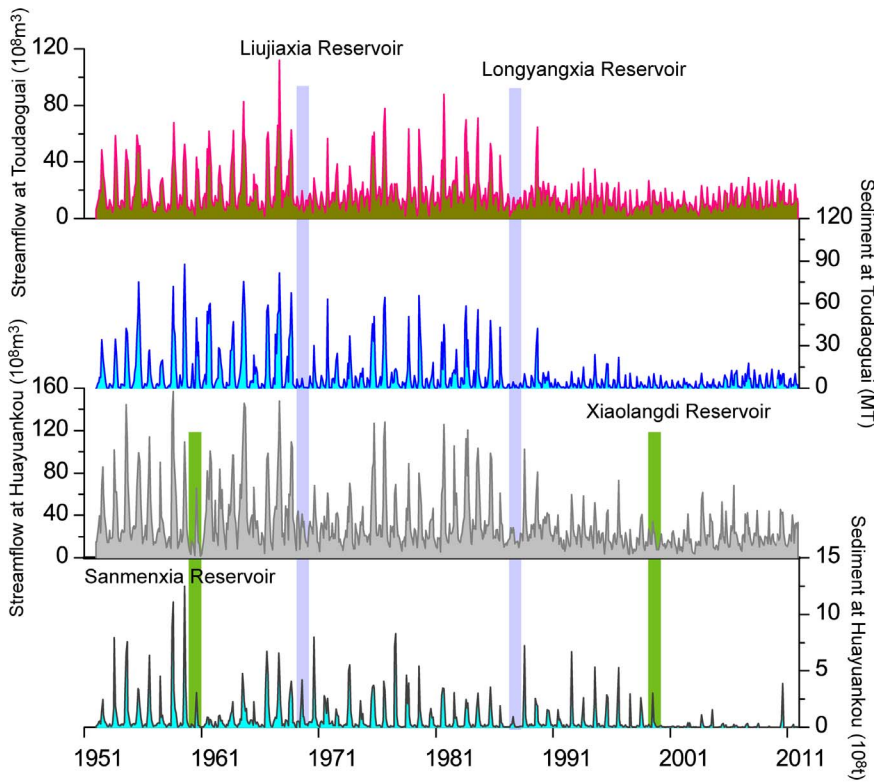 Streamflow at Toudaoguai (10⁸m³)
120
80
40
0
Liujiaxia Reservoir
Longyangxia Reservoir
Sediment at Toudaoguai (MT)
120
90
60
30
0
Streamflow at Huayuankou (10⁸m³)
160
120
80
40
0
Xiaolangdi Reservoir
Sanmenxia Reservoir
Sediment at Huayuankou (10⁸t)
15
10
5
0
1951 1961 1971 1981 1991 2001 2011